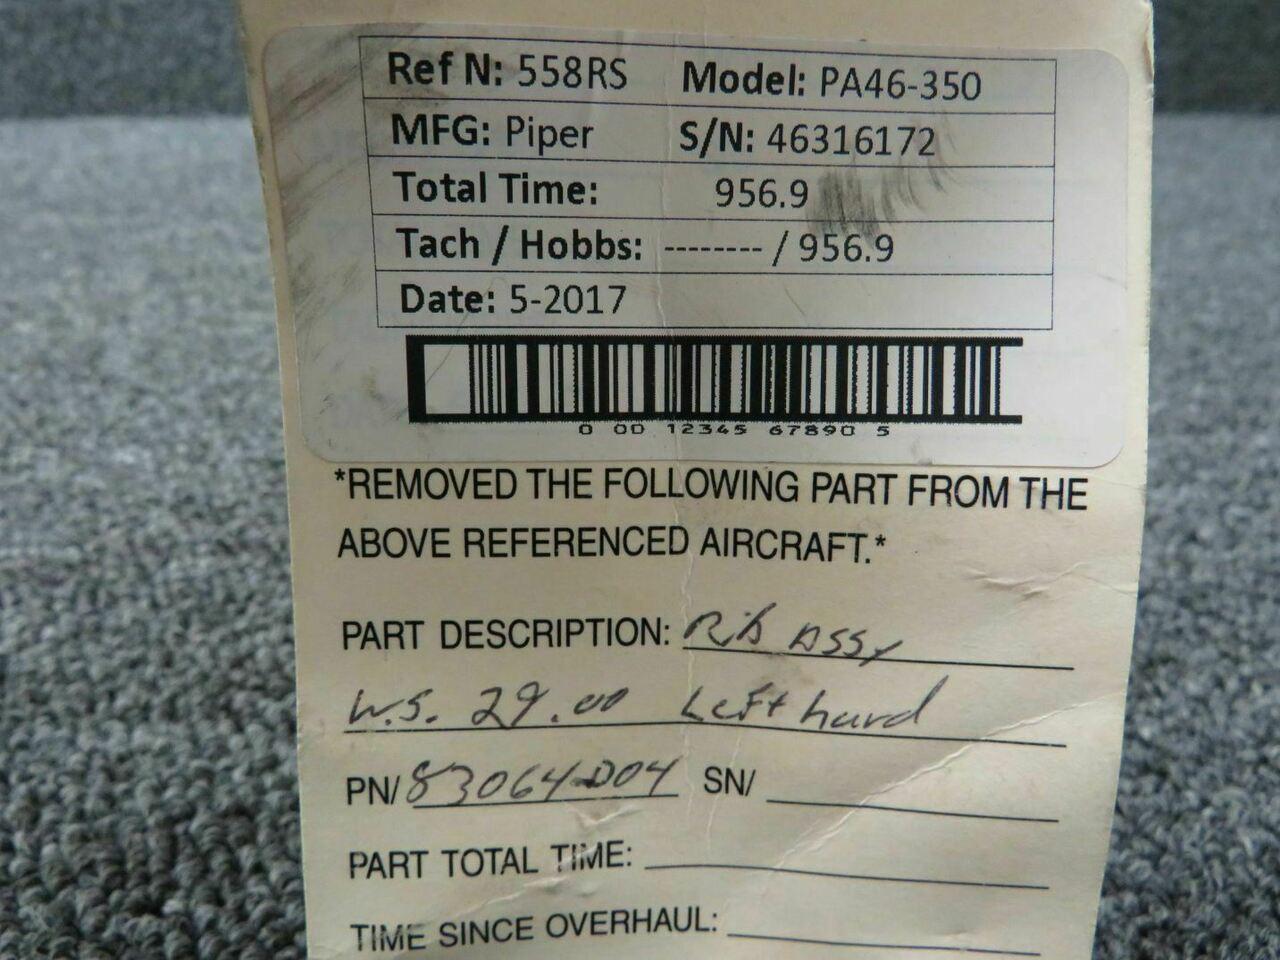 Ref N: 558RS Model: PA46-350
MFG: Piper S/N: 46316172
Total Time: 956.9
Tach / Hobbs: -------- / 956.9
Date: 5-2017
0 00 12345 67890 5
*REMOVED THE FOLLOWING PART FROM THE
ABOVE REFERENCED AIRCRAFT.*
PART DESCRIPTION: Rib ASSY
W.S. 29.00 Left hand
PN/ 83064-004 SN/
PART TOTAL TIME:
TIME SINCE OVERHAUL: